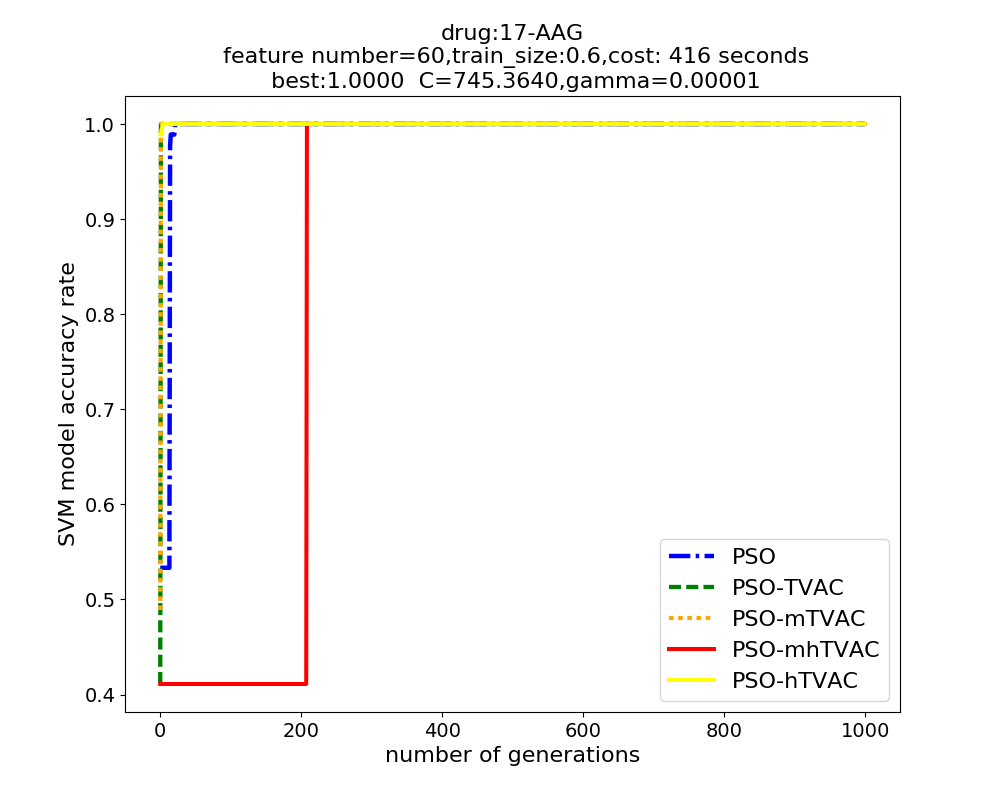 drug:17-AAG
feature number=60,train_size:0.6,cost: 416 seconds
best:1.0000  C=745.3640,gamma=0.00001
SVM model accuracy rate
1.0
0.9
0.8
0.7
0.6
0.5
0.4
PSO
PSO-TVAC
PSO-mTVAC
PSO-mhTVAC
PSO-hTVAC
0 200 400 600 800 1000
number of generations